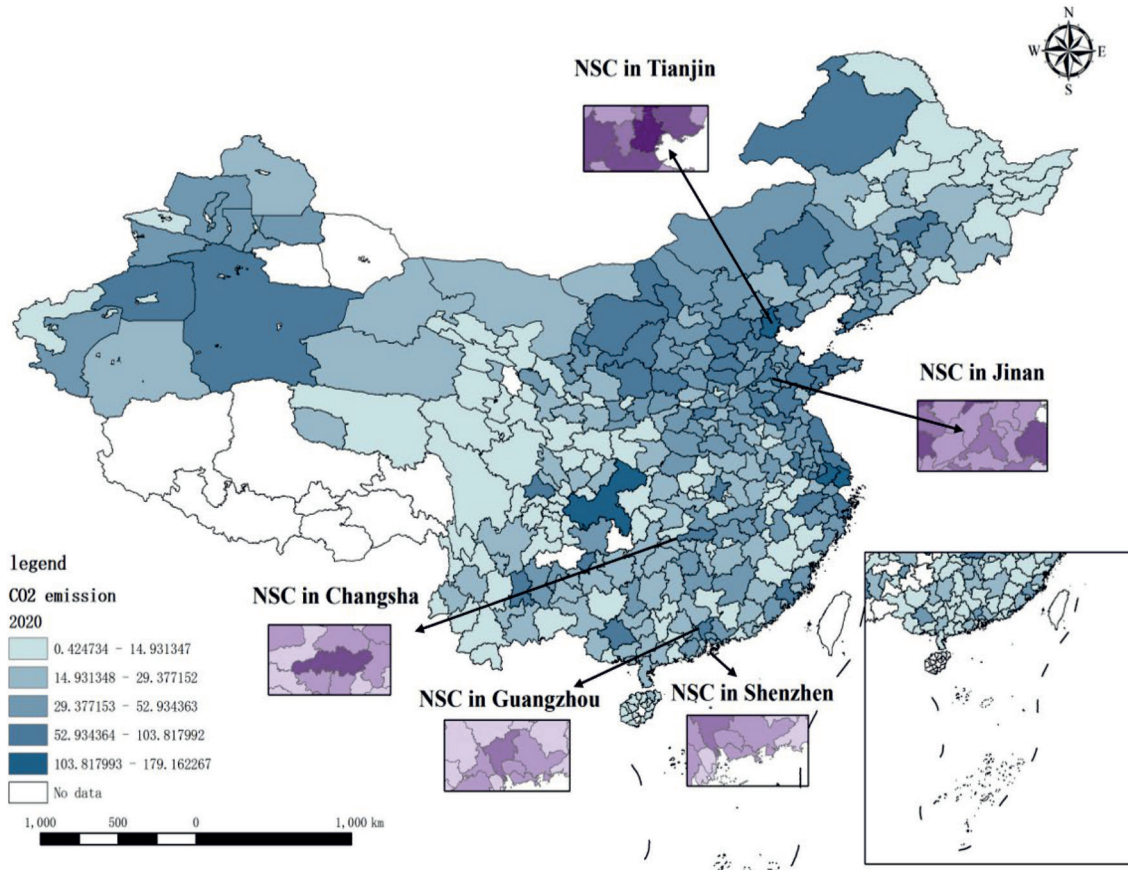 N
W E
S
NSC in Tianjin
NSC in Jinan
NSC in Changsha
NSC in Guangzhou
NSC in Shenzhen
legend
CO2 emission
2020
0.424734 - 14.931347
14.931348 - 29.377152
29.377153 - 52.934363
52.934364 - 103.817992
103.817993 - 179.162267
No data
1,000 500 0 1,000 km